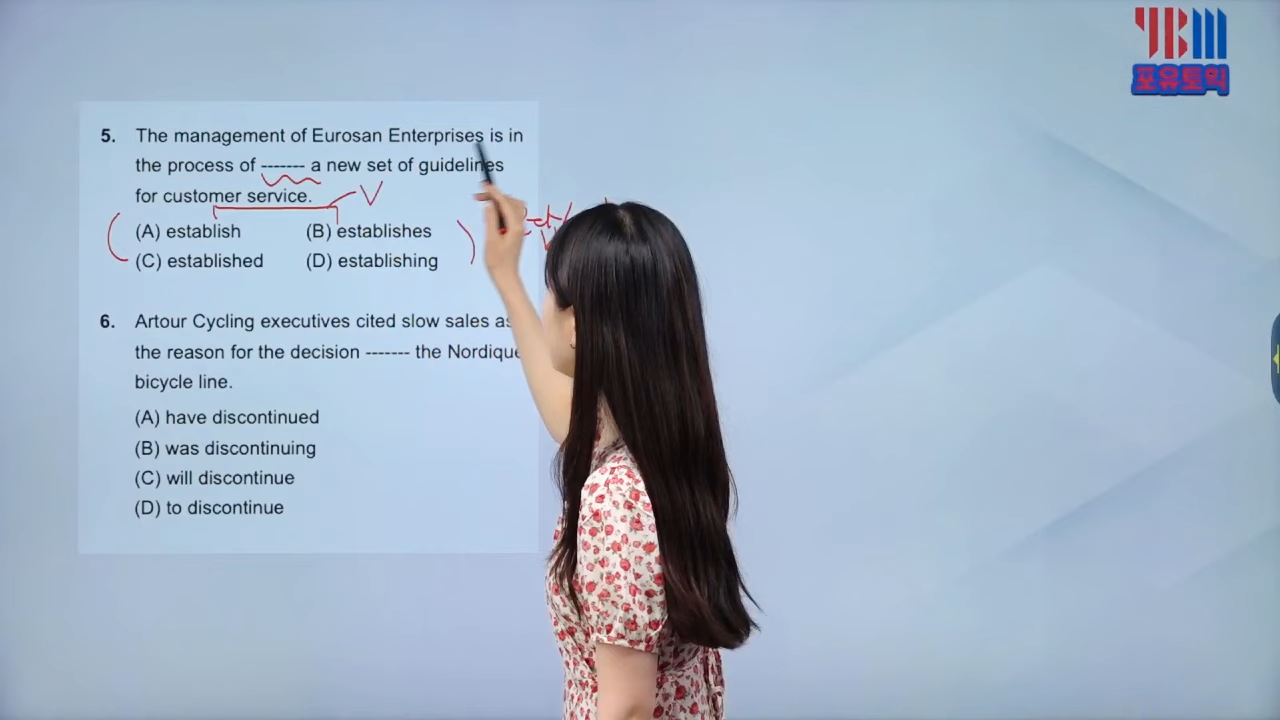 YBM
포유토익
5. The management of Eurosan Enterprises is in
the process of ------- a new set of guidelines
for customer service.
V
(A) establish (B) establishes
(C) established (D) establishing
6. Artour Cycling executives cited slow sales as
the reason for the decision ------- the Nordique
bicycle line.
(A) have discontinued
(B) was discontinuing
(C) will discontinue
(D) to discontinue